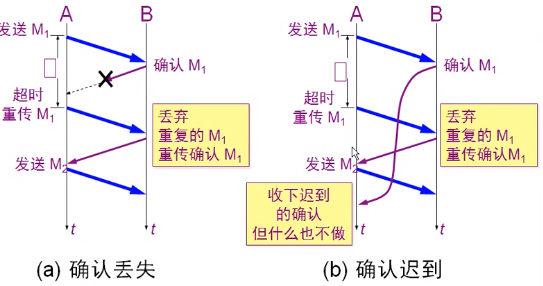 A
B
发送 M1
确认 M1
超时
重传 M1
丢弃
重复的 M1
重传确认 M1
发送 M2
t
t
(a) 确认丢失
A
B
发送 M1
确认 M1
超时
重传 M1
丢弃
重复的 M1
重传确认M1
发送 M2
收下迟到
的确认
但什么也不做
t
t
(b) 确认迟到